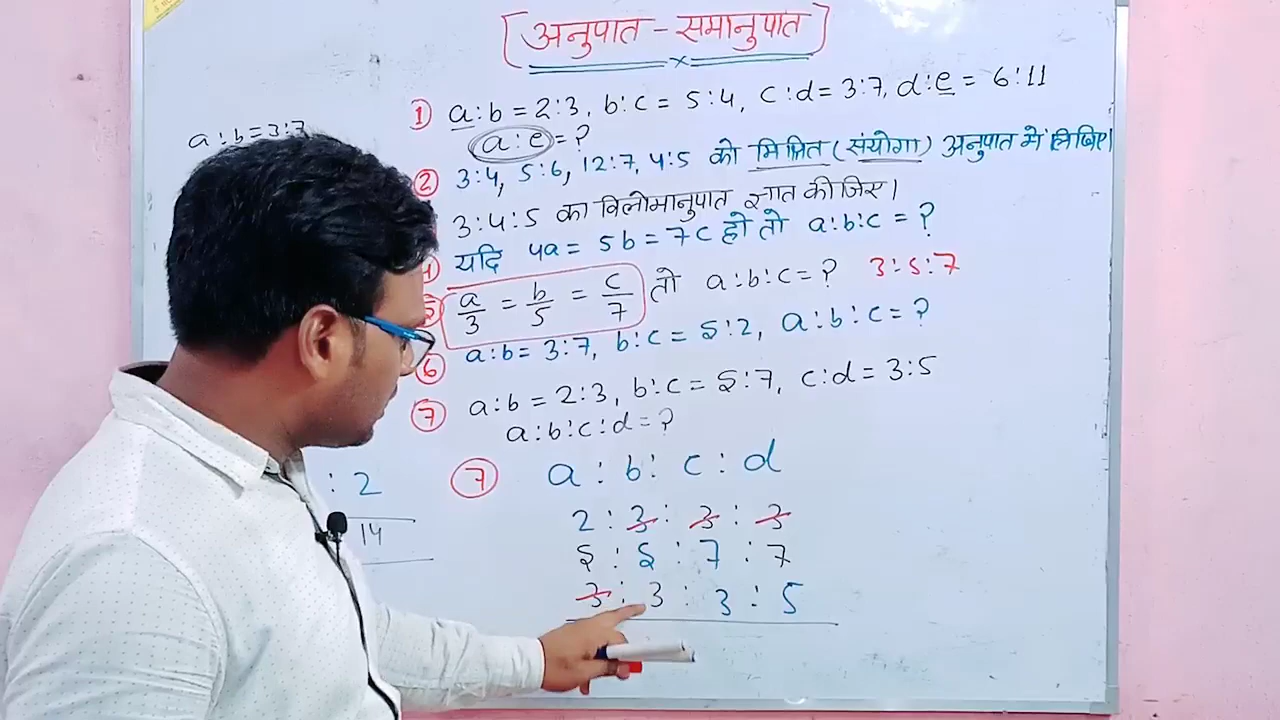 [अनुपात - समानुपात]
① a:b = 2:3, b:c = 5:4, c:d = 3:7, d:e = 6:11
a:e = ?
② 3:4, 5:6, 12:7, 4:5 को मिश्रित (संयोगा) अनुपात में लिखिए।
3:4:5 का विलोमानुपात ज्ञात कीजिए।
यदि 4a = 5b = 7c हो तो a:b:c = ?
a/3 = b/5 = c/7 तो a:b:c = ? 3:5:7
⑥ a:b = 3:7, b:c = 5:2, a:b:c = ?
⑦ a:b = 2:3, b:c = 5:7, c:d = 3:5
a:b:c:d = ?
a:b=3:7
: 2
14
⑦ a : b : c : d
2 : 3 : 3 : 3
5 : 5 : 7 : 7
3 : 3 : 3 : 5